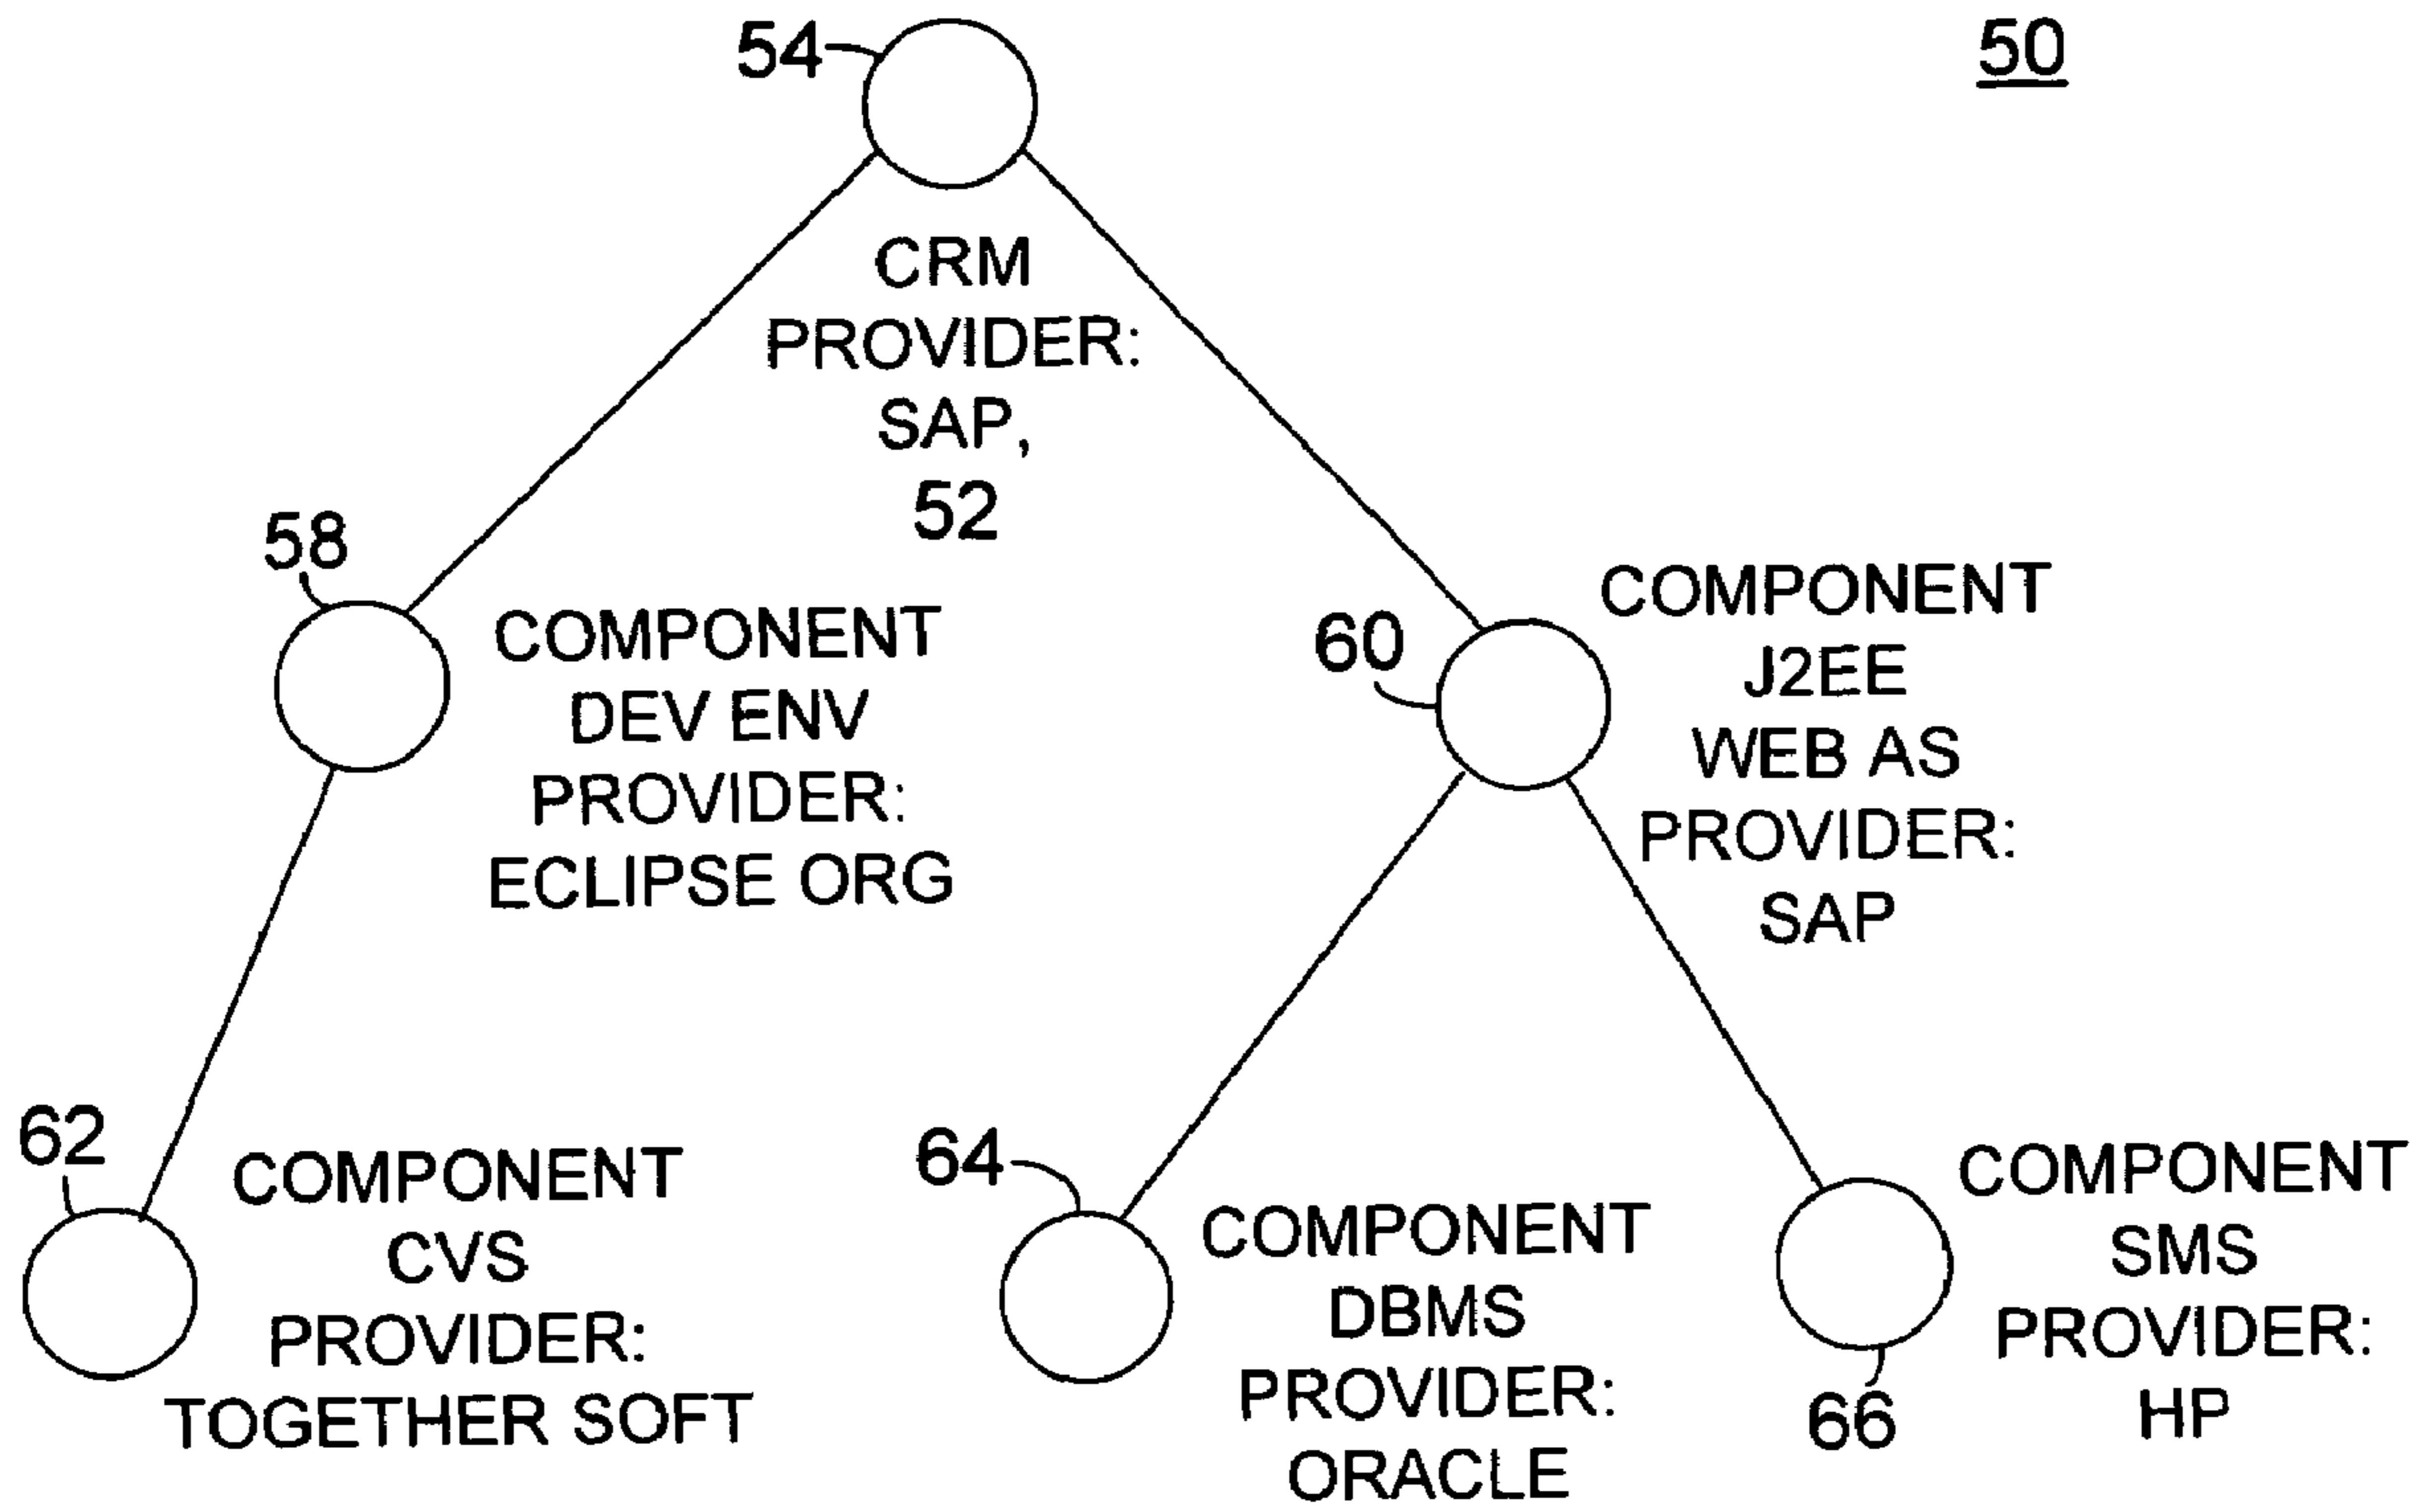 54
50
CRM
PROVIDER:
SAP,
52
58
COMPONENT
DEV ENV
PROVIDER:
ECLIPSE ORG
60
COMPONENT
J2EE
WEB AS
PROVIDER:
SAP
62
COMPONENT
CVS
PROVIDER:
TOGETHER SOFT
64
COMPONENT
DBMS
PROVIDER:
ORACLE
COMPONENT
SMS
PROVIDER:
HP
66